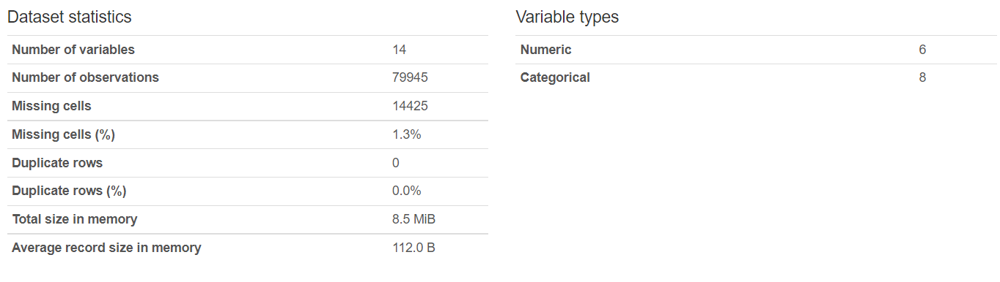 Dataset statistics
Number of variables 14
Number of observations 79945
Missing cells 14425
Missing cells (%) 1.3%
Duplicate rows 0
Duplicate rows (%) 0.0%
Total size in memory 8.5 MiB
Average record size in memory 112.0 B
Variable types
Numeric 6
Categorical 8